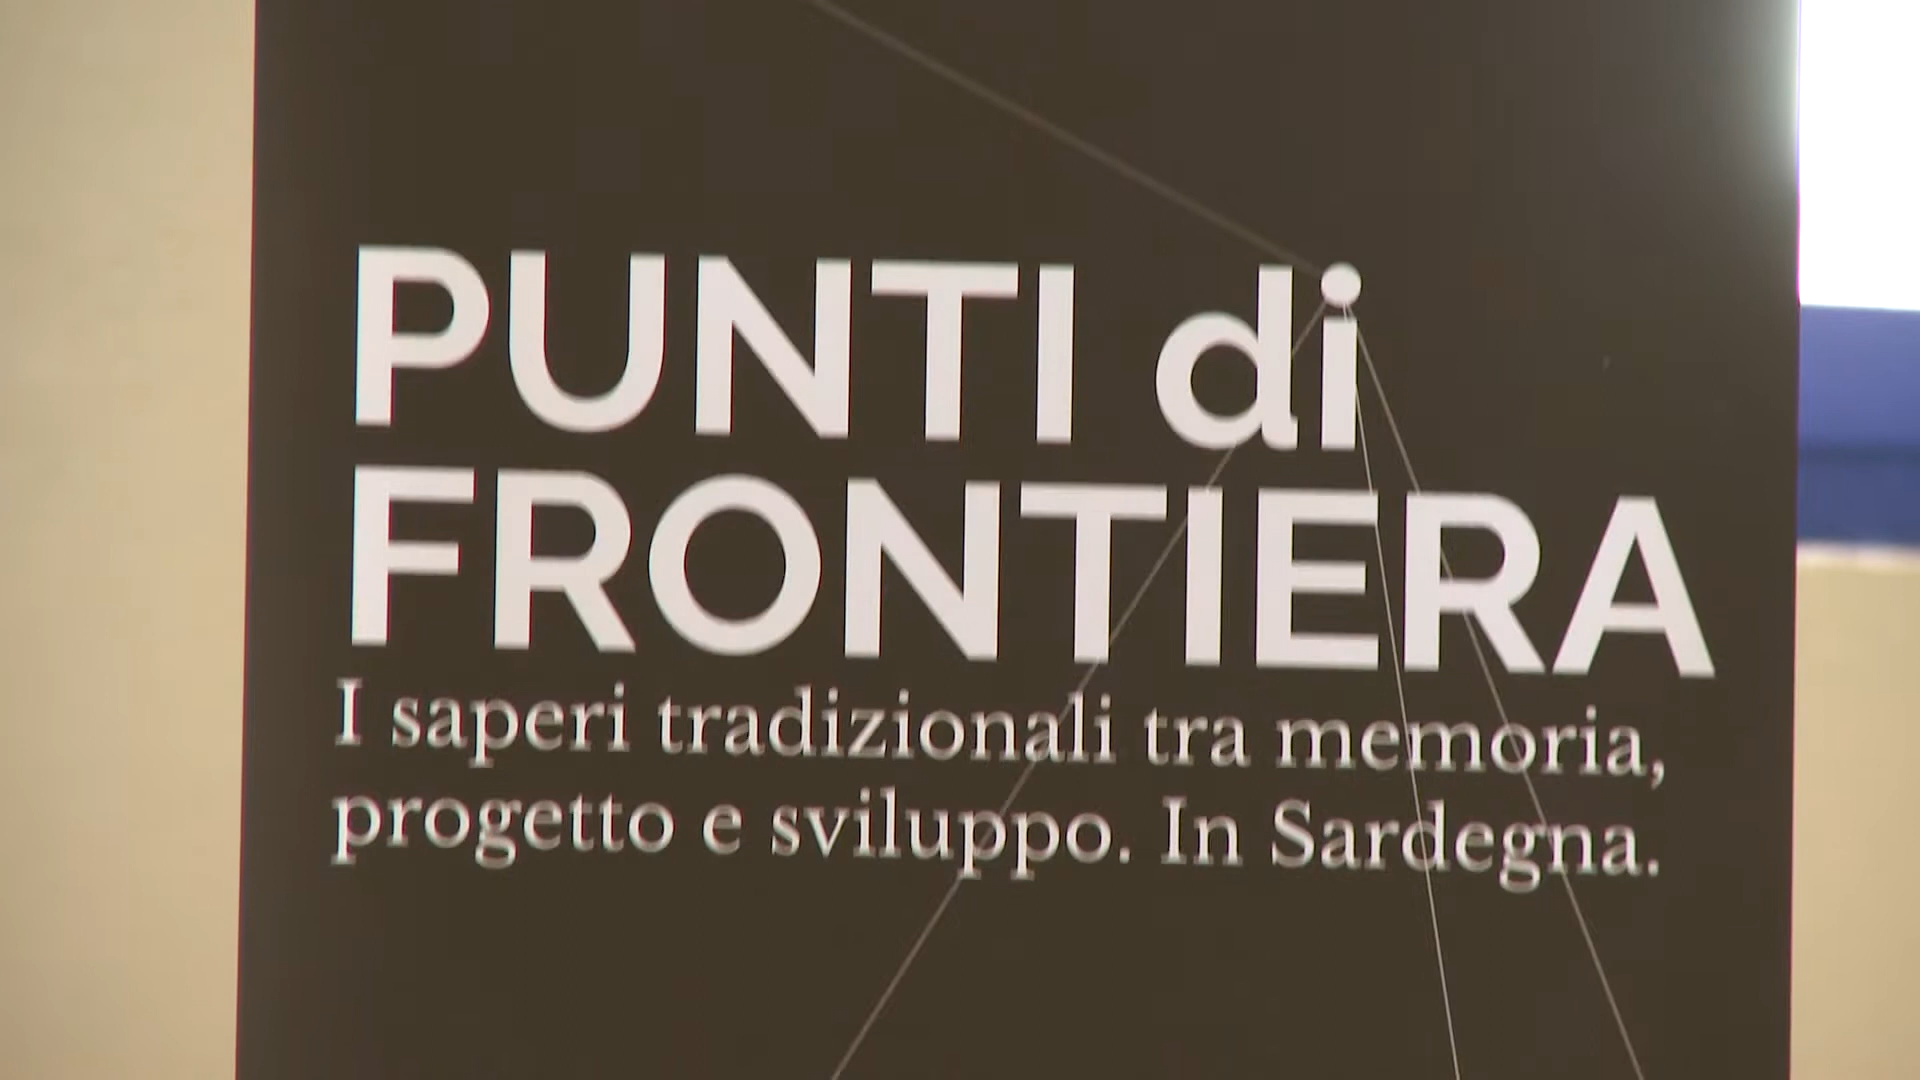 PUNTI di
FRONTIERA
I saperi tradizionali tra memoria,
progetto e sviluppo. In Sardegna.